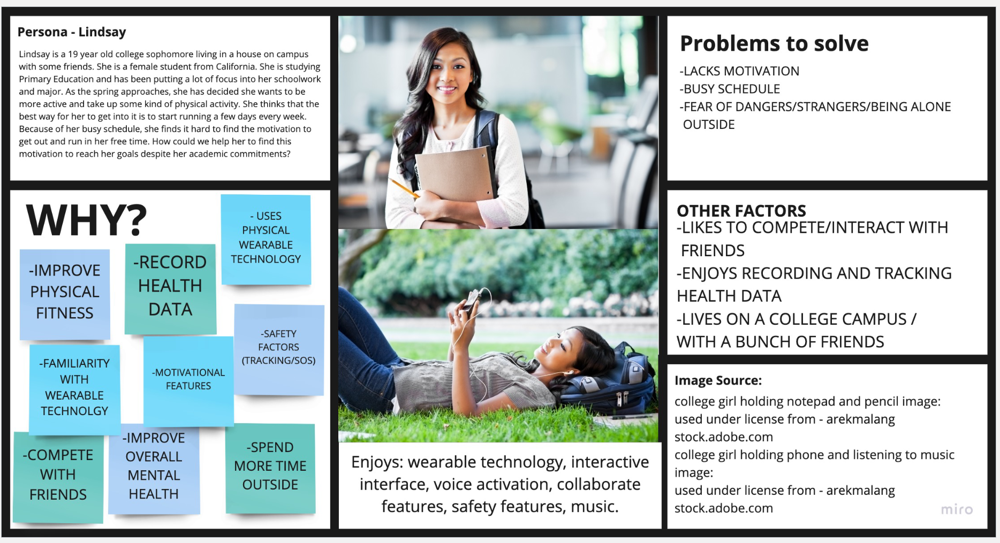 Persona - Lindsay
Lindsay is a 19 year old college sophomore living in a house on campus
with some friends. She is a female student from California. She is studying
Primary Education and has been putting a lot of focus into her schoolwork
and major. As the spring approaches, she has decided she wants to be
more active and take up some kind of physical activity. She thinks that the
best way for her to get into it is to start running a few days every week.
Because of her busy schedule, she finds it hard to find the motivation to
get out and run in her free time. How could we help her to find this
motivation to reach her goals despite her academic commitments?
WHY?
- USES
PHYSICAL
WEARABLE
TECHNOLOGY
-IMPROVE
PHYSICAL
FITNESS
-RECORD
HEALTH
DATA
-SAFETY
FACTORS
(TRACKING/SOS)
-FAMILIARITY
WITH
WEARABLE
TECHNOLGY
-MOTIVATIONAL
FEATURES
-COMPETE
WITH
FRIENDS
-IMPROVE
OVERALL
MENTAL
HEALTH
-SPEND
MORE TIME
OUTSIDE
Enjoys: wearable technology, interactive
interface, voice activation, collaborate
features, safety features, music.
Problems to solve
-LACKS MOTIVATION
-BUSY SCHEDULE
-FEAR OF DANGERS/STRANGERS/BEING ALONE
OUTSIDE
OTHER FACTORS
-LIKES TO COMPETE/INTERACT WITH
FRIENDS
-ENJOYS RECORDING AND TRACKING
HEALTH DATA
-LIVES ON A COLLEGE CAMPUS /
WITH A BUNCH OF FRIENDS
Image Source:
college girl holding notepad and pencil image:
used under license from - arekmalang
stock.adobe.com
college girl holding phone and listening to music
image:
used under license from - arekmalang
stock.adobe.com
miro